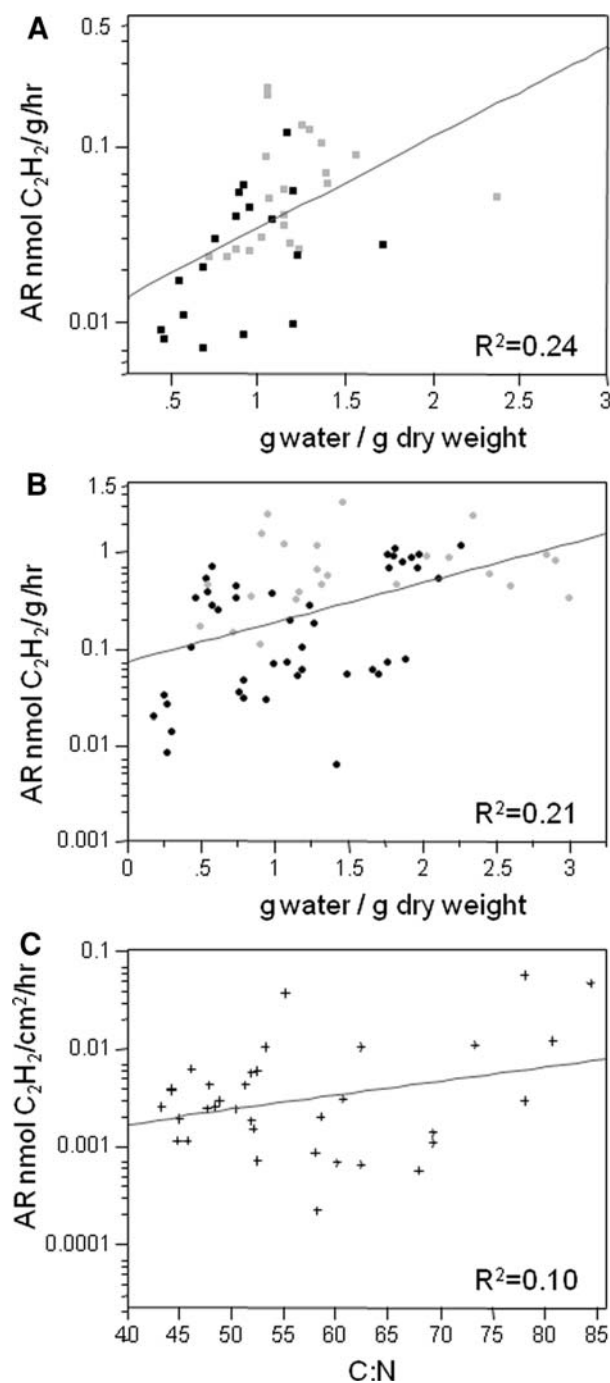 A
AR nmol C₂H₂/g/hr
0.5
0.1
0.01
R²=0.24
.5 1 1.5 2 2.5 3
g water / g dry weight
B
AR nmol C₂H₂/g/hr
1.5
1
0.1
0.01
0.001
R²=0.21
0 .5 1 1.5 2 2.5 3
g water / g dry weight
C
AR nmol C₂H₂/cm²/hr
0.1
0.01
0.001
0.0001
R²=0.10
40 45 50 55 60 65 70 75 80 85
C:N